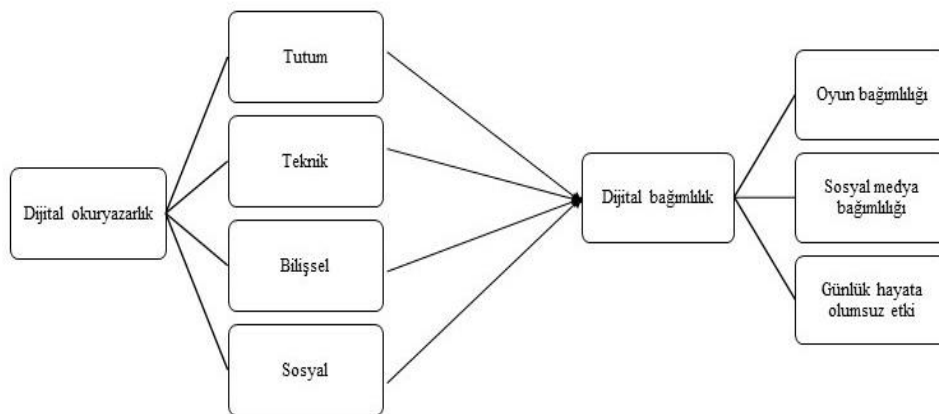 Dijital okuryazarlık
Tutum
Teknik
Bilişsel
Sosyal
Dijital bağımlılık
Oyun bağımlılığı
Sosyal medya
bağımlılığı
Günlük hayata
olumsuz etki